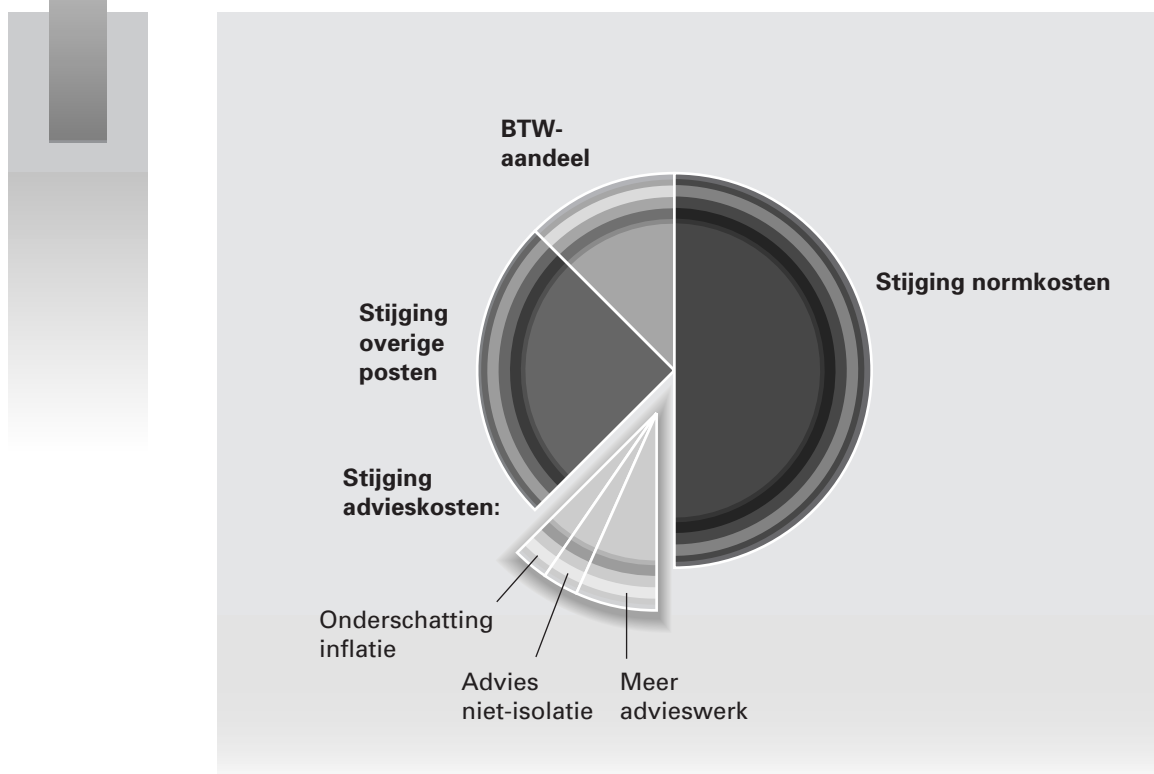 BTW-
aandeel
Stijging normkosten
Stijging
overige
posten
Stijging
advieskosten:
Onderschatting
inflatie
Advies
niet-isolatie
Meer
advieswerk